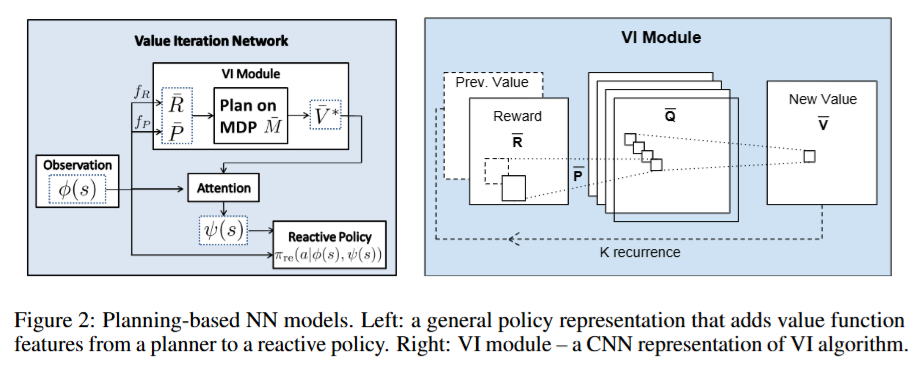 Value Iteration Network
VI Module
f_R
R̄
Plan on
MDP M̄
V̄*
f_P
P̄
Observation
ϕ(s)
Attention
ψ(s)
Reactive Policy
π_re(a|ϕ(s), ψ(s))
VI Module
Prev. Value
Reward
R̄
P̄
Q̄
New Value
V̄
K recurrence
Figure 2: Planning-based NN models. Left: a general policy representation that adds value function
features from a planner to a reactive policy. Right: VI module – a CNN representation of VI algorithm.